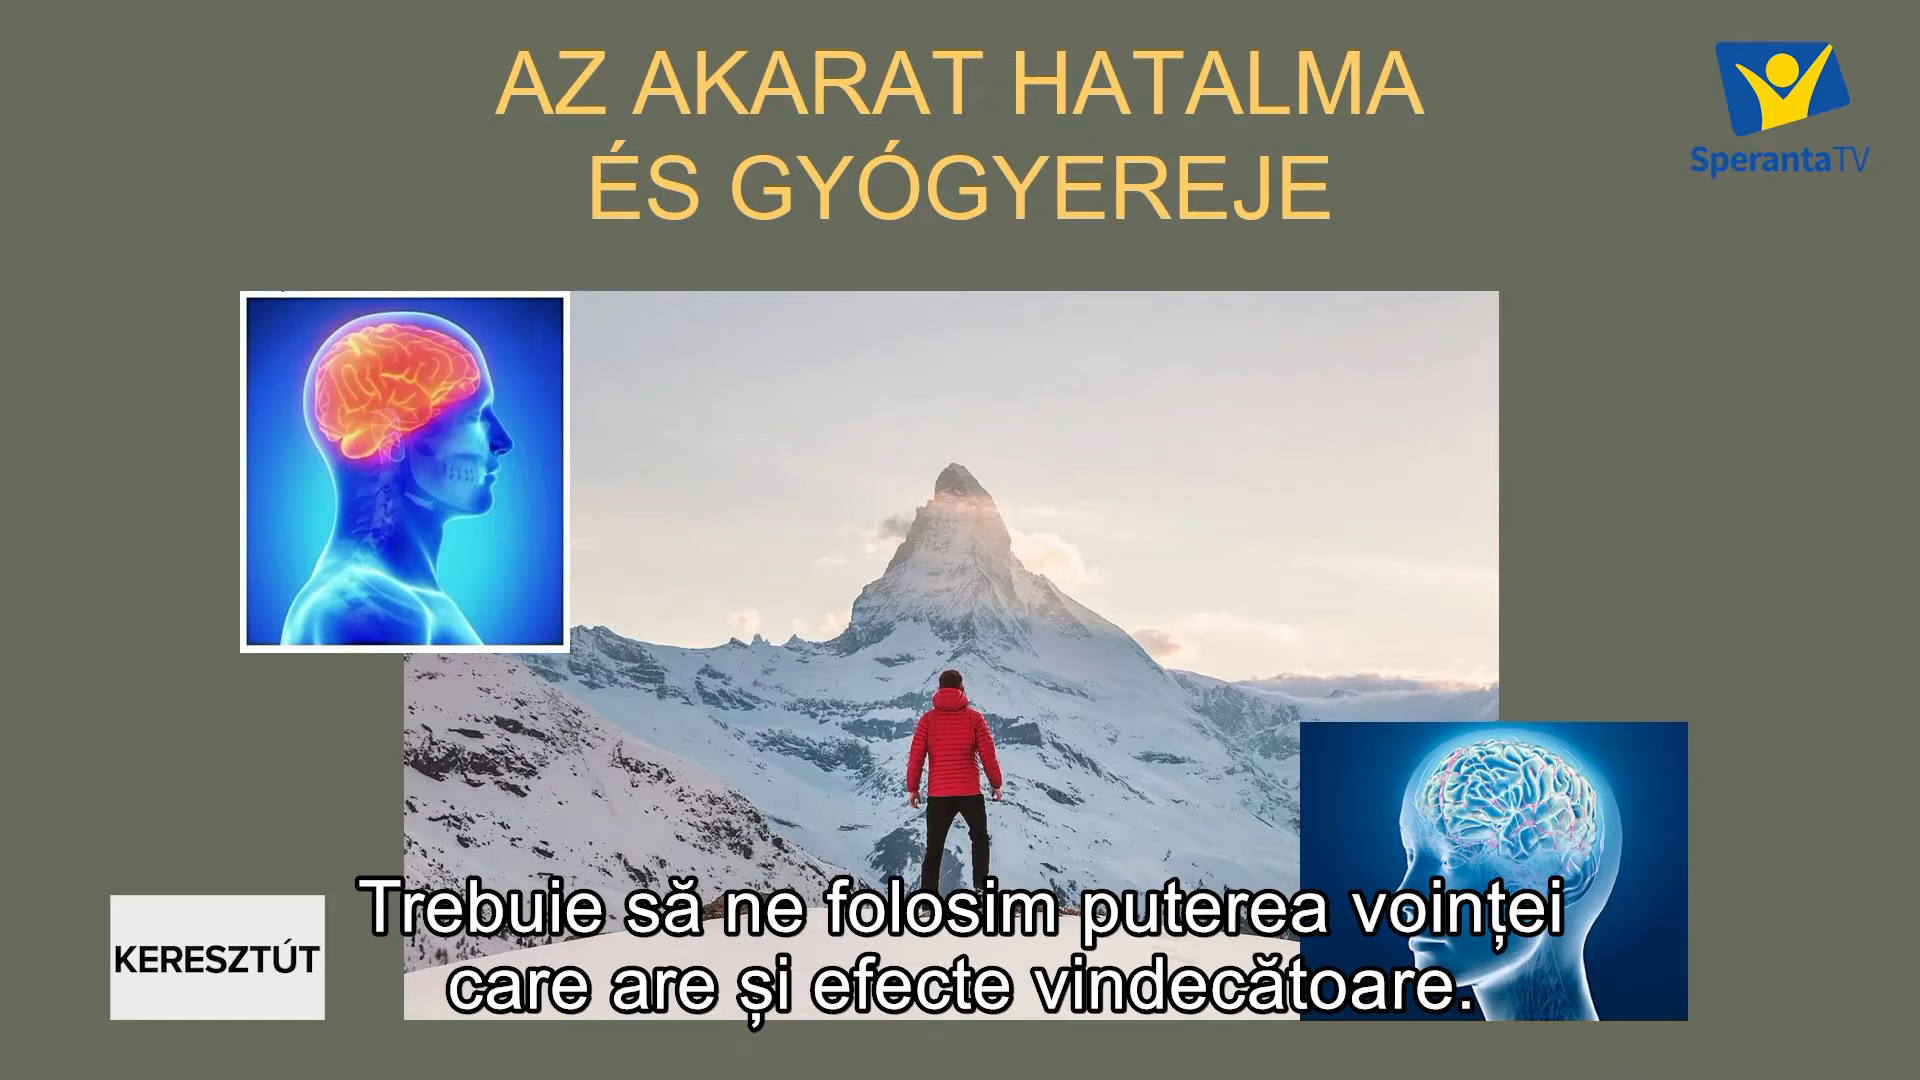 AZ AKARAT HATALMA
ÉS GYÓGYEREJE
SperantaTV
KERESZTÚT
Trebuie să ne folosim puterea voinței
care are și efecte vindecătoare.